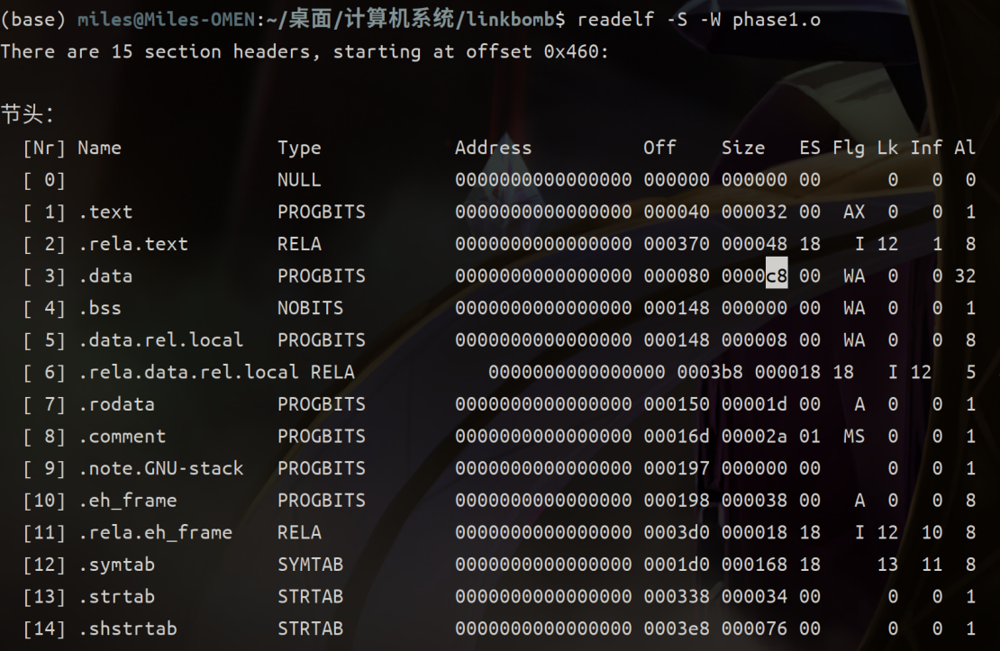 (base) miles@Miles-OMEN:~/桌面/计算机系统/linkbomb$ readelf -S -W phase1.o
There are 15 section headers, starting at offset 0x460:
节头：
[Nr] Name Type Address Off Size ES Flg Lk Inf Al
[ 0] NULL 0000000000000000 000000 000000 00 0 0 0
[ 1] .text PROGBITS 0000000000000000 000040 000032 00 AX 0 0 1
[ 2] .rela.text RELA 0000000000000000 000370 000048 18 I 12 1 8
[ 3] .data PROGBITS 0000000000000000 000080 0000c8 00 WA 0 0 32
[ 4] .bss NOBITS 0000000000000000 000148 000000 00 WA 0 0 1
[ 5] .data.rel.local PROGBITS 0000000000000000 000148 000008 00 WA 0 0 8
[ 6] .rela.data.rel.local RELA 0000000000000000 0003b8 000018 18 I 12 5
[ 7] .rodata PROGBITS 0000000000000000 000150 00001d 00 A 0 0 1
[ 8] .comment PROGBITS 0000000000000000 00016d 00002a 01 MS 0 0 1
[ 9] .note.GNU-stack PROGBITS 0000000000000000 000197 000000 00 0 0 1
[10] .eh_frame PROGBITS 0000000000000000 000198 000038 00 A 0 0 8
[11] .rela.eh_frame RELA 0000000000000000 0003d0 000018 18 I 12 10 8
[12] .symtab SYMTAB 0000000000000000 0001d0 000168 18 13 11 8
[13] .strtab STRTAB 0000000000000000 000338 000034 00 0 0 1
[14] .shstrtab STRTAB 0000000000000000 0003e8 000076 00 0 0 1